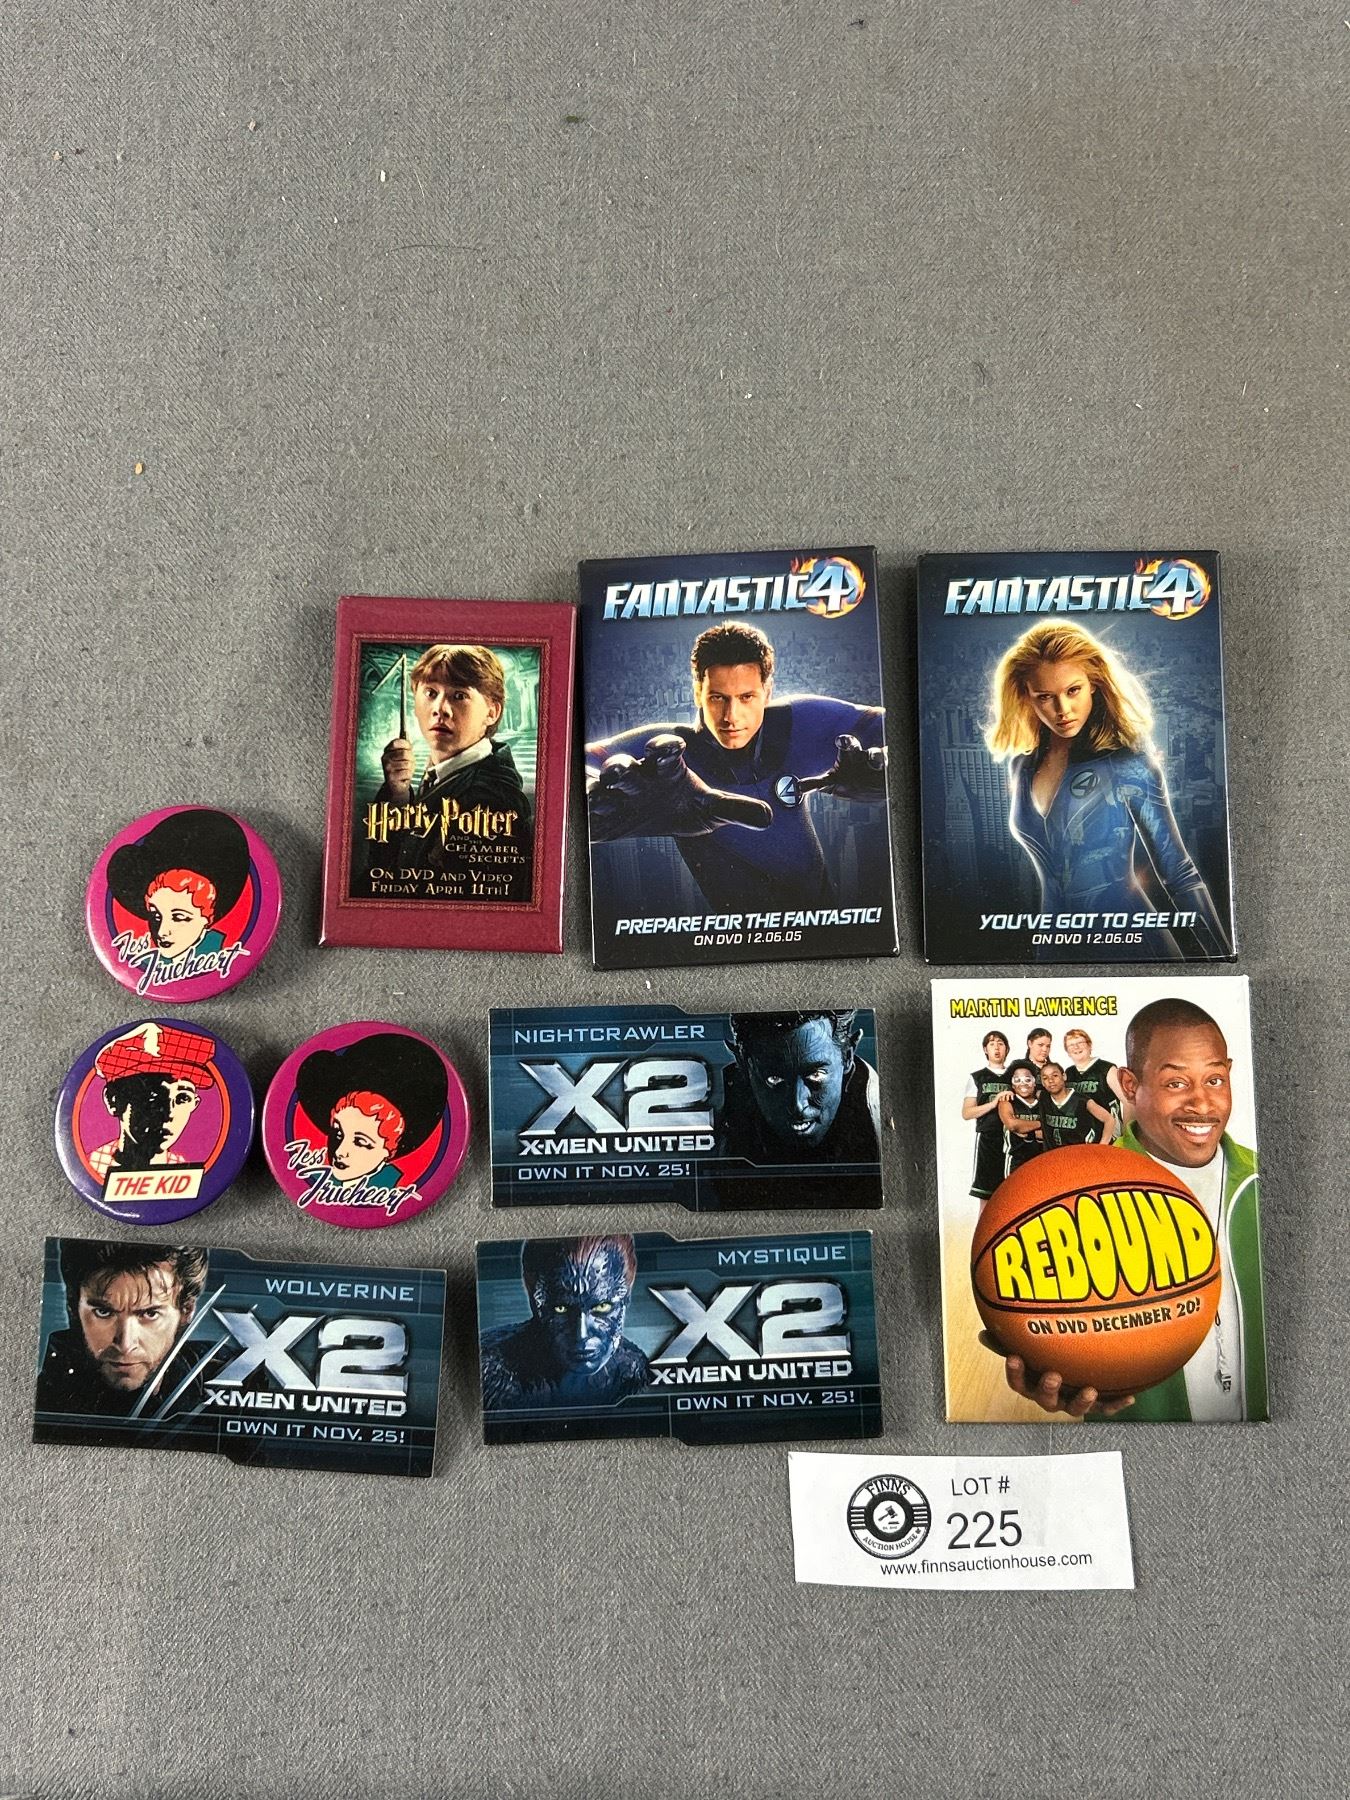 FANTASTIC 4
PREPARE FOR THE FANTASTIC!
ON DVD 12.06.05
FANTASTIC 4
YOU'VE GOT TO SEE IT!
ON DVD 12.06.05
Harry Potter
AND THE
CHAMBER
OF SECRETS
ON DVD AND VIDEO
FRIDAY APRIL 11TH!
Tess
Trueheart
THE KID
Tess
Trueheart
NIGHTCRAWLER
X2
X-MEN UNITED
OWN IT NOV. 25!
MARTIN LAWRENCE
SMELTERS
REBOUND
ON DVD DECEMBER 20!
WOLVERINE
X2
X-MEN UNITED
OWN IT NOV. 25!
MYSTIQUE
X2
X-MEN UNITED
OWN IT NOV. 25!
FINNS
AUCTION HOUSE
LOT #
225
www.finnsauctionhouse.com